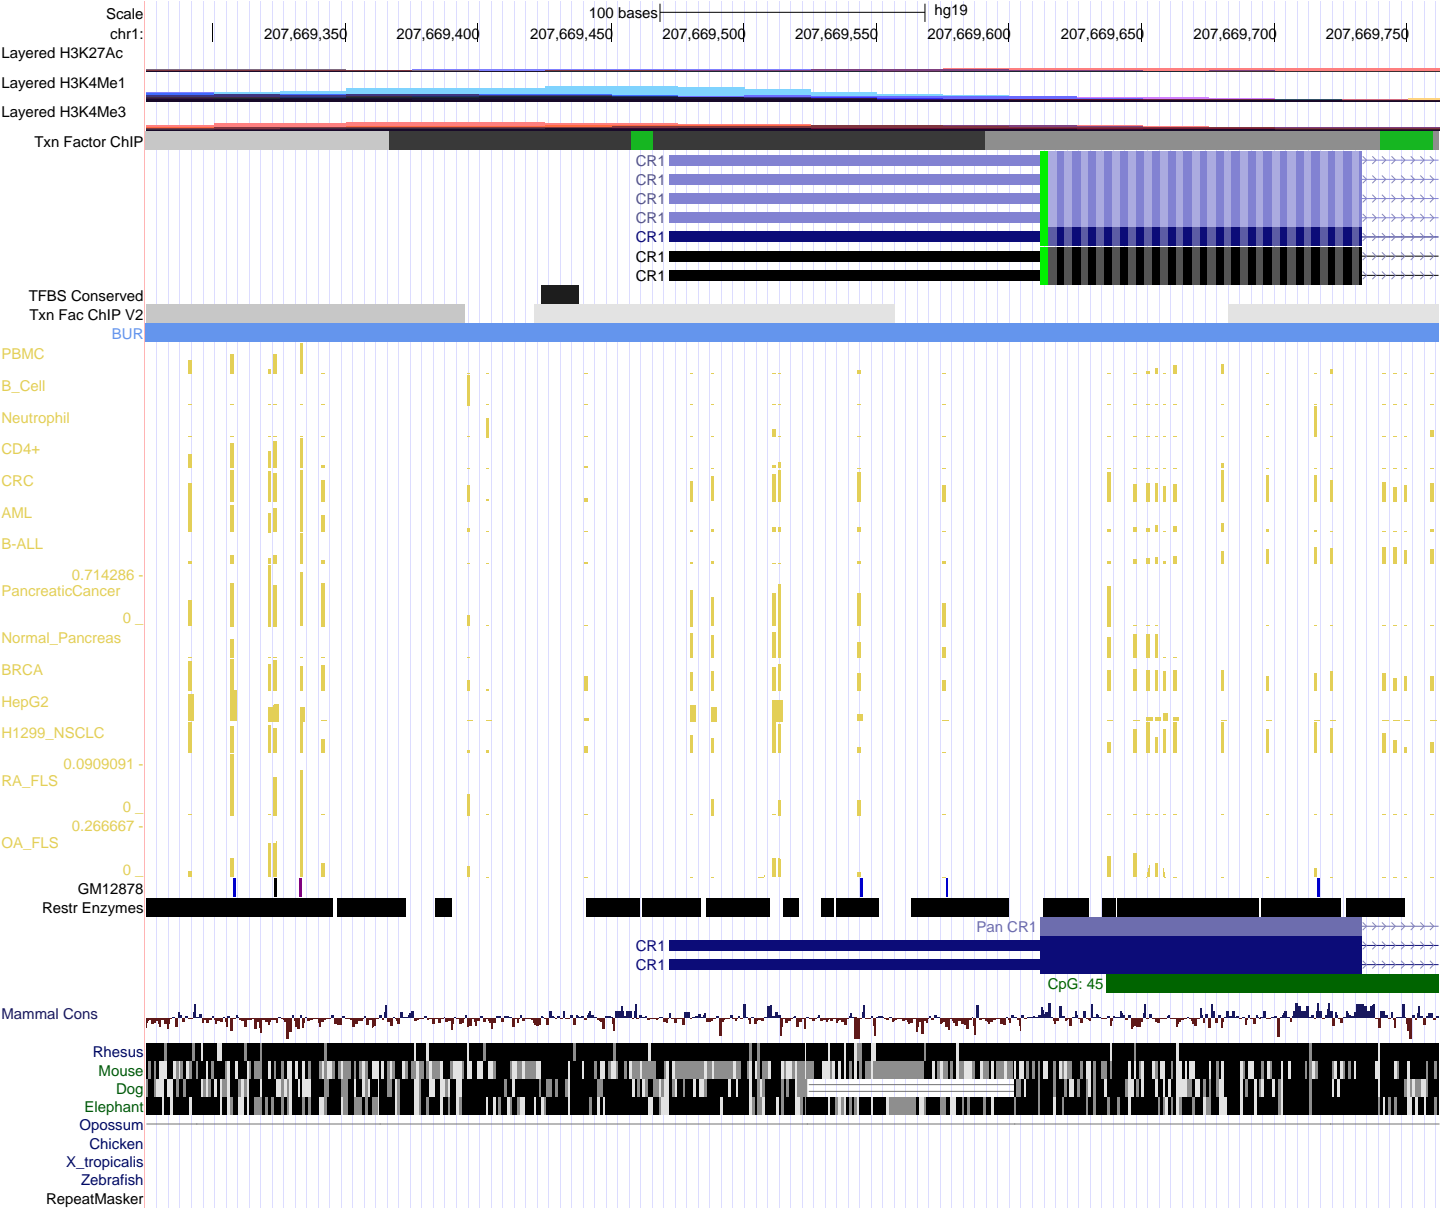 Scale 100 bases hg19
chr1: 207,669,350 207,669,400 207,669,450 207,669,500 207,669,550 207,669,600 207,669,650 207,669,700 207,669,750
Layered H3K27Ac
Layered H3K4Me1
Layered H3K4Me3
Txn Factor ChIP
CR1
CR1
CR1
CR1
CR1
CR1
CR1
TFBS Conserved
Txn Fac ChIP V2
BUR
PBMC
B_Cell
Neutrophil
CD4+
CRC
AML
B-ALL
0.714286 -
PancreaticCancer
0 _
Normal_Pancreas
BRCA
HepG2
H1299_NSCLC
0.0909091 -
RA_FLS
0 _
0.266667 -
OA_FLS
0 _
GM12878
Restr Enzymes
Pan CR1
CR1
CR1
CpG: 45
Mammal Cons
Rhesus
Mouse
Dog
Elephant
Opossum
Chicken
X_tropicalis
Zebrafish
RepeatMasker